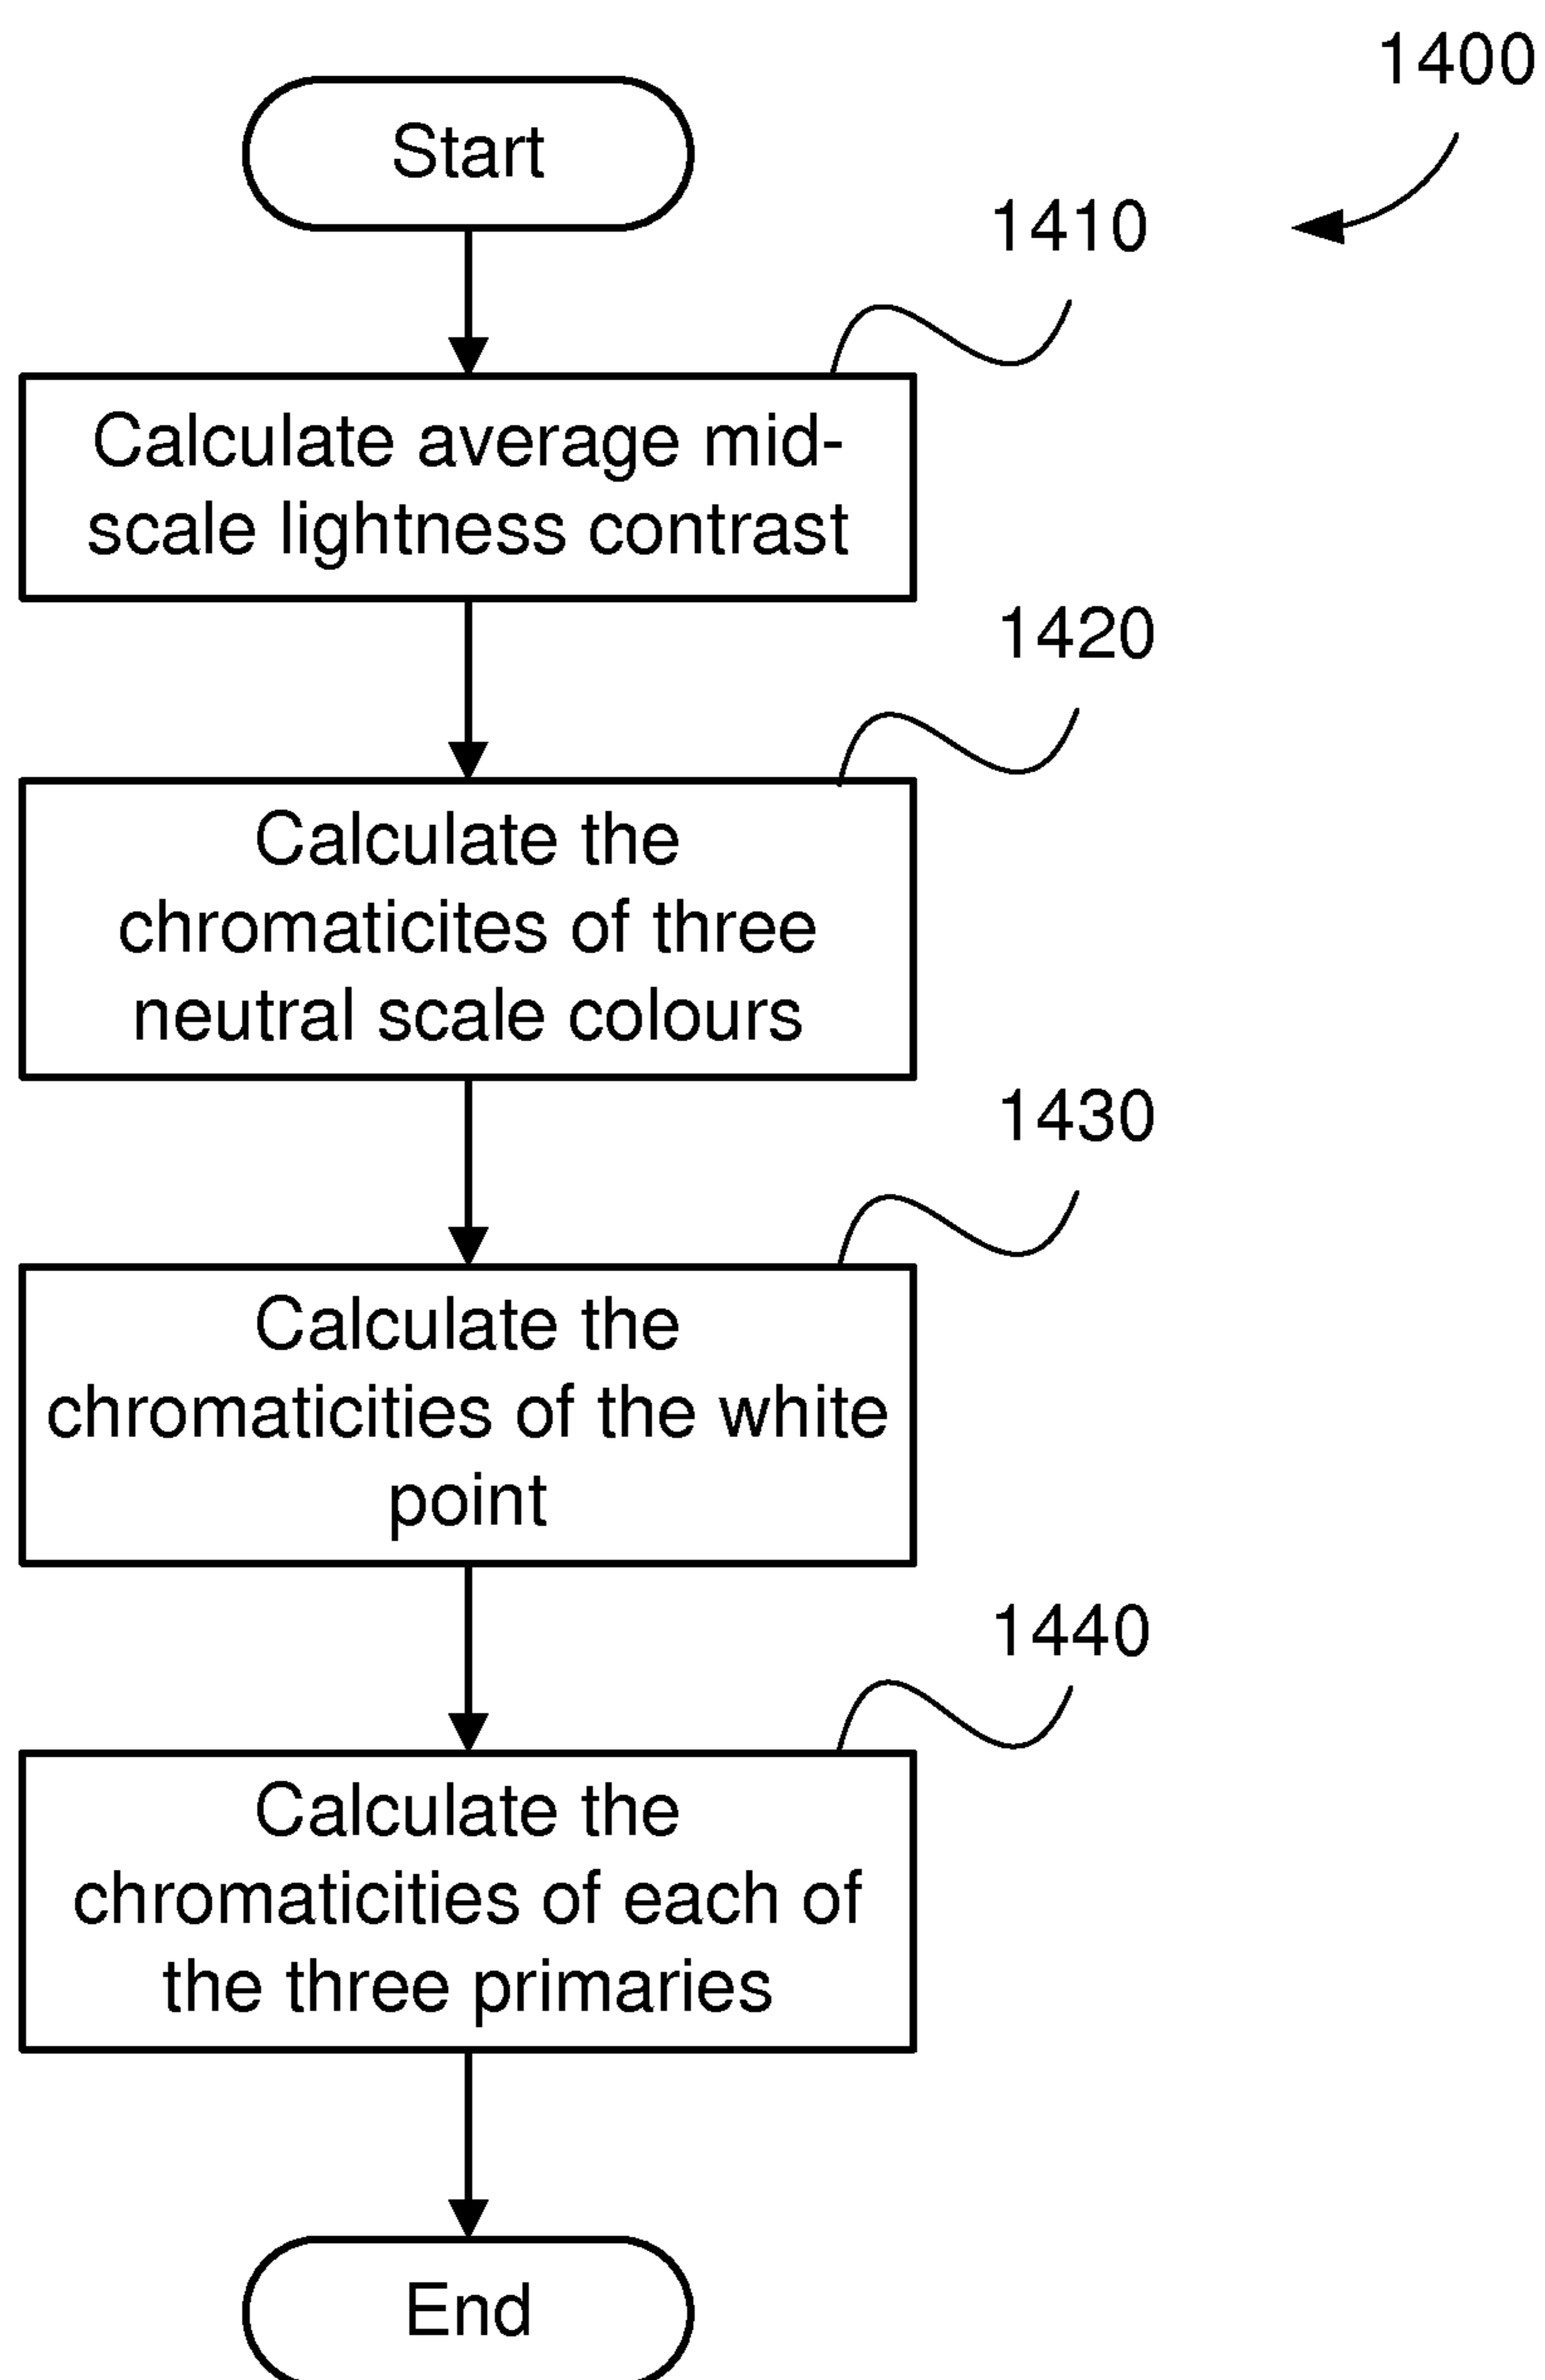 1400
Start
1410
Calculate average mid-
scale lightness contrast
1420
Calculate the
chromaticites of three
neutral scale colours
1430
Calculate the
chromaticities of the white
point
1440
Calculate the
chromaticities of each of
the three primaries
End